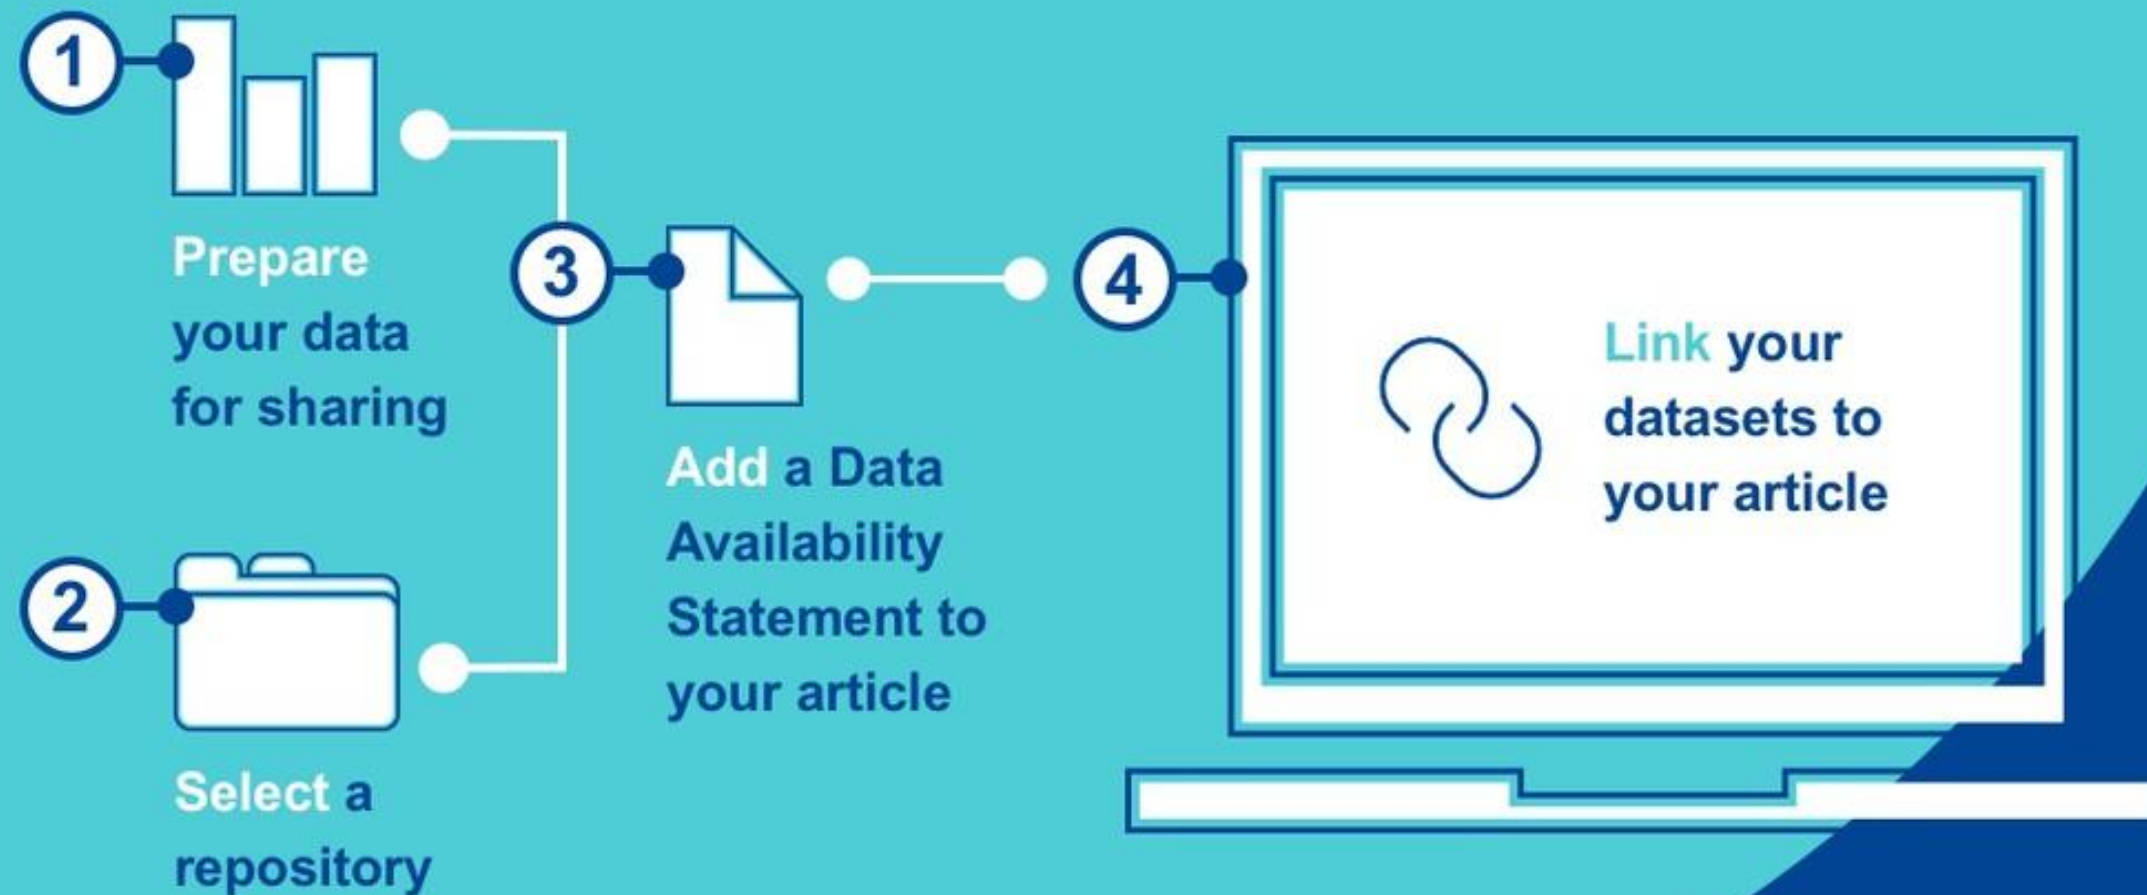 1
Prepare
your data
for sharing
2
Select a
repository
3
Add a Data
Availability
Statement to
your article
4
Link your
datasets to
your article